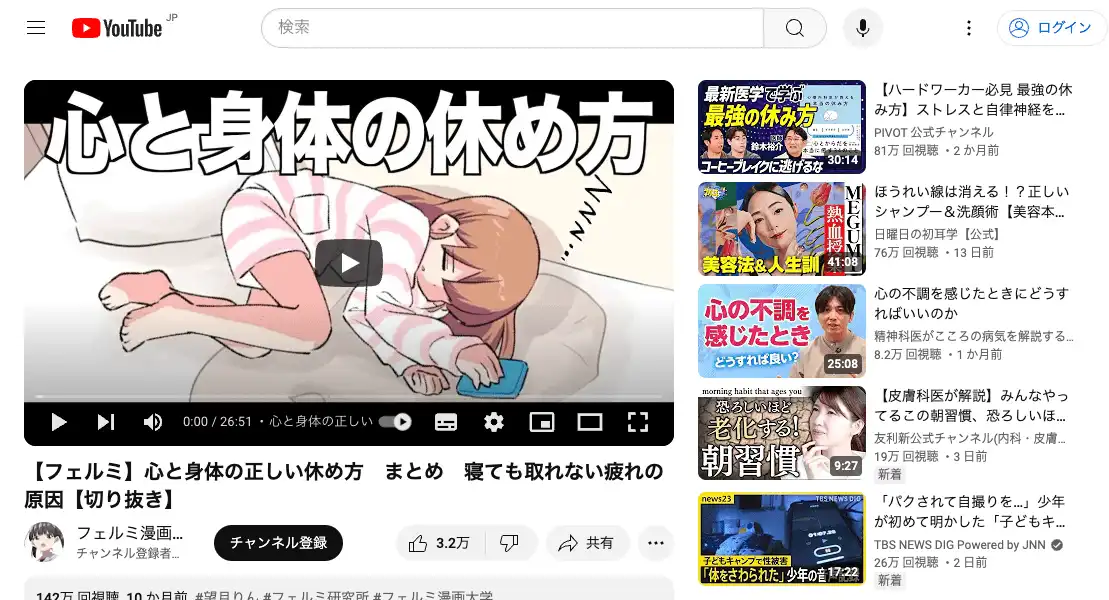 YouTube JP
検索
ログイン
心と身体の休め方
0:00 / 26:51 ・心と身体の正しい
【フェルミ】心と身体の正しい休め方　まとめ　寝ても取れない疲れの
原因【切り抜き】
フェルミ漫画...
チャンネル登録者...
チャンネル登録
3.2万
共有
142万 回視聴 10 か月前 #望月りん #フェルミ研究所 #フェルミ漫画大学
最新医学で学ぶ
最強の休み方
医師
鈴木裕介
コーヒーブレイクに逃げるな
30:14
【ハードワーカー必見 最強の休
み方】ストレスと自律神経を...
PIVOT 公式チャンネル
81万 回視聴 ・2 か月前
MEGUM
熱血授
美容法&人生訓
41:08
ほうれい線は消える！？正しい
シャンプー＆洗顔術【美容本...
日曜日の初耳学【公式】
76万 回視聴 ・13 日前
心の不調を
感じたとき
どうすれば良い?
25:08
心の不調を感じたときにどうす
ればいいのか
精神科医がこころの病気を解説する...
8.2万 回視聴 ・1 か月前
morning habit that ages you
恐ろしいほど
老化する!
朝習慣
9:27
【皮膚科医が解説】みんなやっ
てるこの朝習慣、恐ろしいほ...
友利新公式チャンネル(内科・皮膚...
19万 回視聴 ・3 日前
新着
news23
TBS NEWS DIG
子どもキャンプで性被害
「体をさわられた」少年の音
17:22
「パクされて自撮りを...」少年
が初めて明かした「子どもキ...
TBS NEWS DIG Powered by JNN
26万 回視聴 ・2 日前
新着